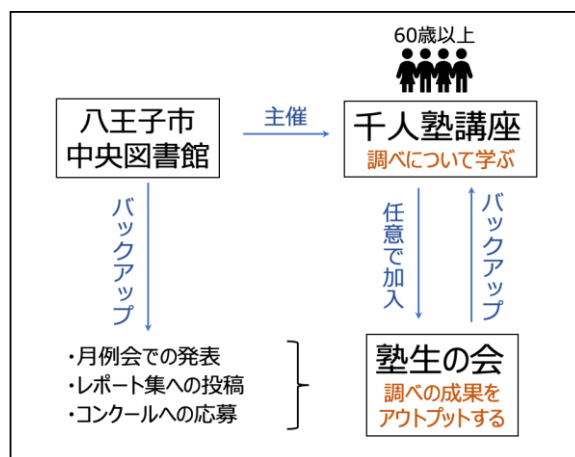 60歳以上
八王子市
中央図書館
主催
千人塾講座
調べについて学ぶ
バックアップ
任意で加入
バックアップ
・月例会での発表
・レポート集への投稿
・コンクールへの応募
塾生の会
調べの成果を
アウトプットする